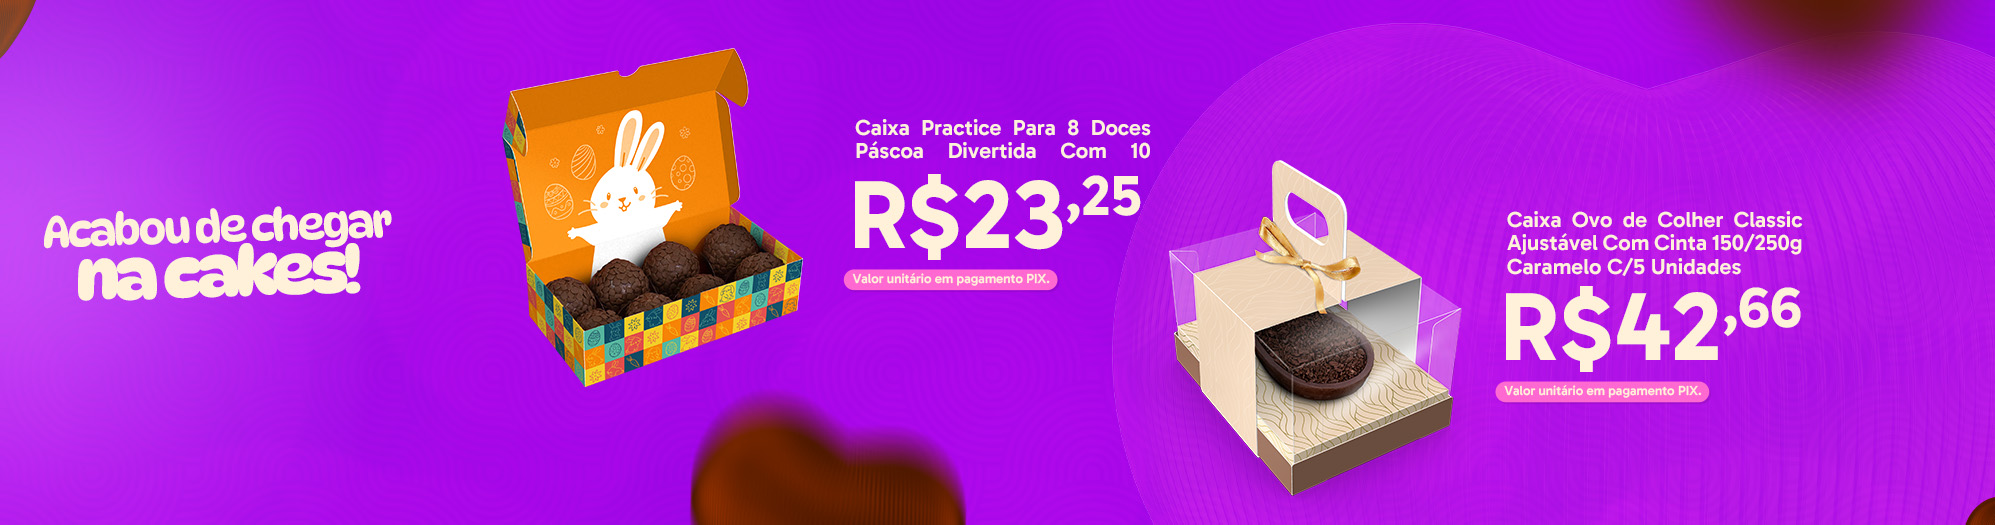 Acabou de chegar
na cakes!
Caixa Practice Para 8 Doces
Páscoa Divertida Com 10
R$23,25
Valor unitário em pagamento PIX.
Caixa Ovo de Colher Classic
Ajustável Com Cinta 150/250g
Caramelo C/5 Unidades
R$42,66
Valor unitário em pagamento PIX.